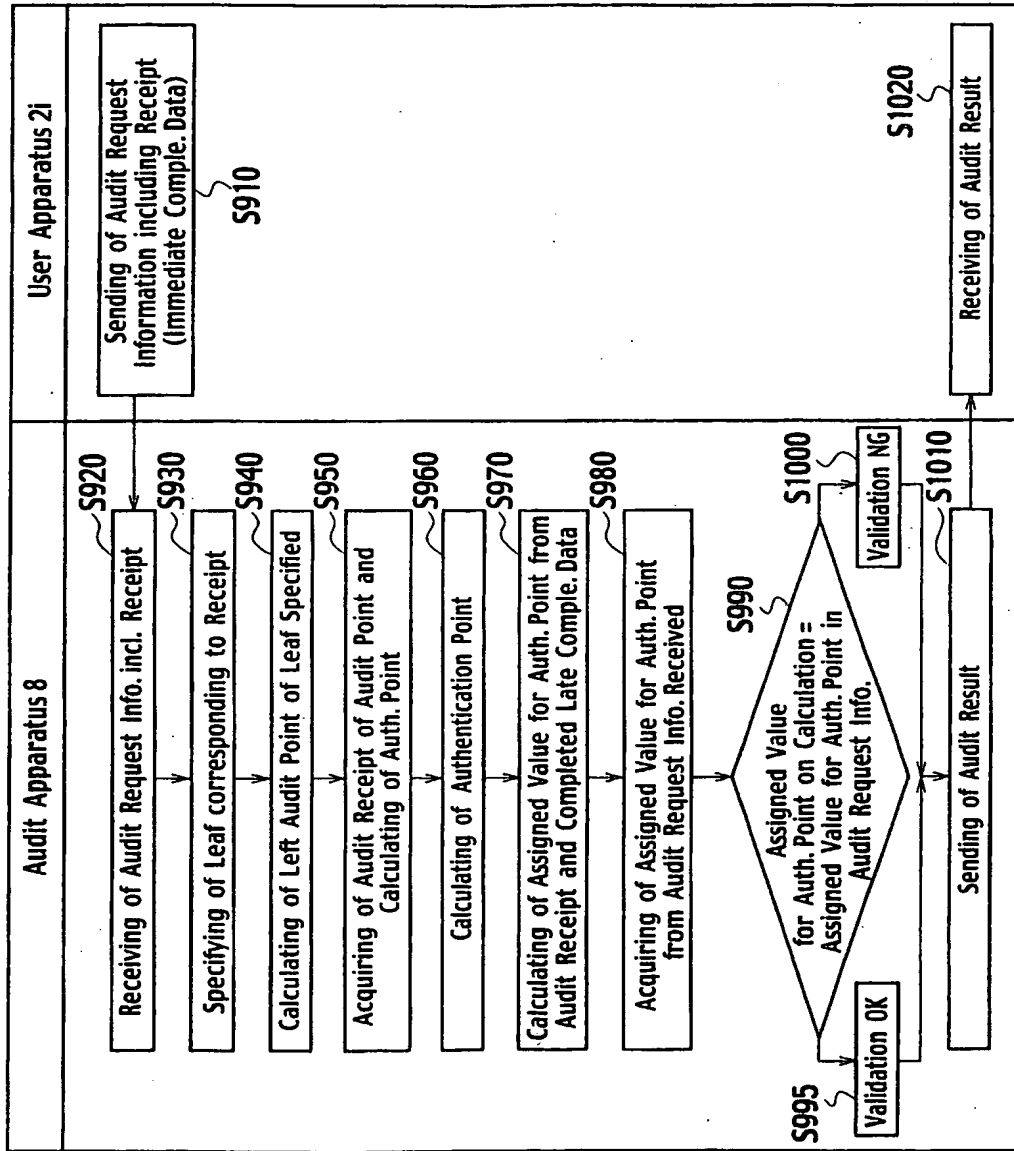 Audit Apparatus 8
User Apparatus 2i
Sending of Audit Request
Information including Receipt
(Immediate Comple. Data)
S910
S920
Receiving of Audit Request Info. incl. Receipt
S930
Specifying of Leaf corresponding to Receipt
S940
Calculating of Left Audit Point of Leaf Specified
S950
Acquiring of Audit Receipt of Audit Point and
Calculating of Auth. Point
S960
Calculating of Authentication Point
S970
Calculating of Assigned Value for Auth. Point from
Audit Receipt and Completed Late Comple. Data
S980
Acquiring of Assigned Value for Auth. Point
from Audit Request Info. Received
S990
Assigned Value
for Auth. Point on Calculation =
Assigned Value for Auth. Point in
Audit Request Info.
S995
Validation OK
S1000
Validation NG
S1010
Sending of Audit Result
S1020
Receiving of Audit Result